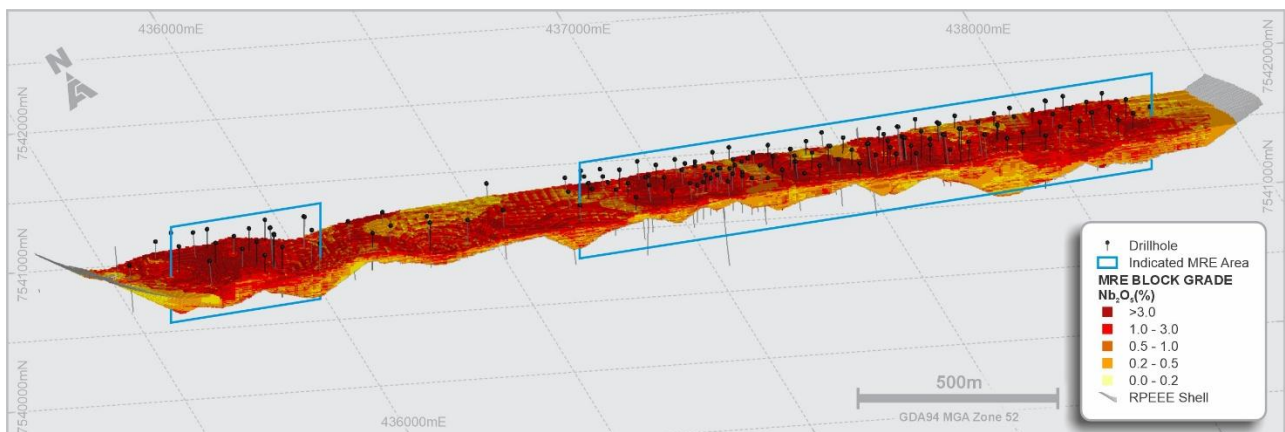 436000mE
437000mE
438000mE
N
7542000mN
7542000mN
7541000mN
7541000mN
7540000mN
436000mE
500m
GDA94 MGA Zone 52
Drillhole
Indicated MRE Area
MRE BLOCK GRADE
Nb₂O₅(%)
>3.0
1.0 - 3.0
0.5 - 1.0
0.2 - 0.5
0.0 - 0.2
RPEEE Shell